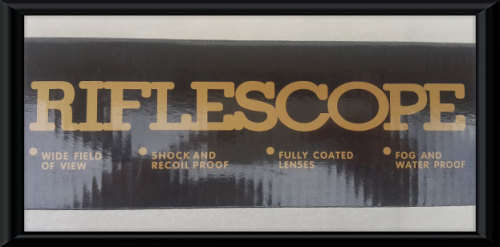 RIFLESCOPE
• WIDE FIELD
OF VIEW
• SHOCK AND
RECOIL PROOF
• FULLY COATED
LENSES
• FOG AND
WATER PROOF